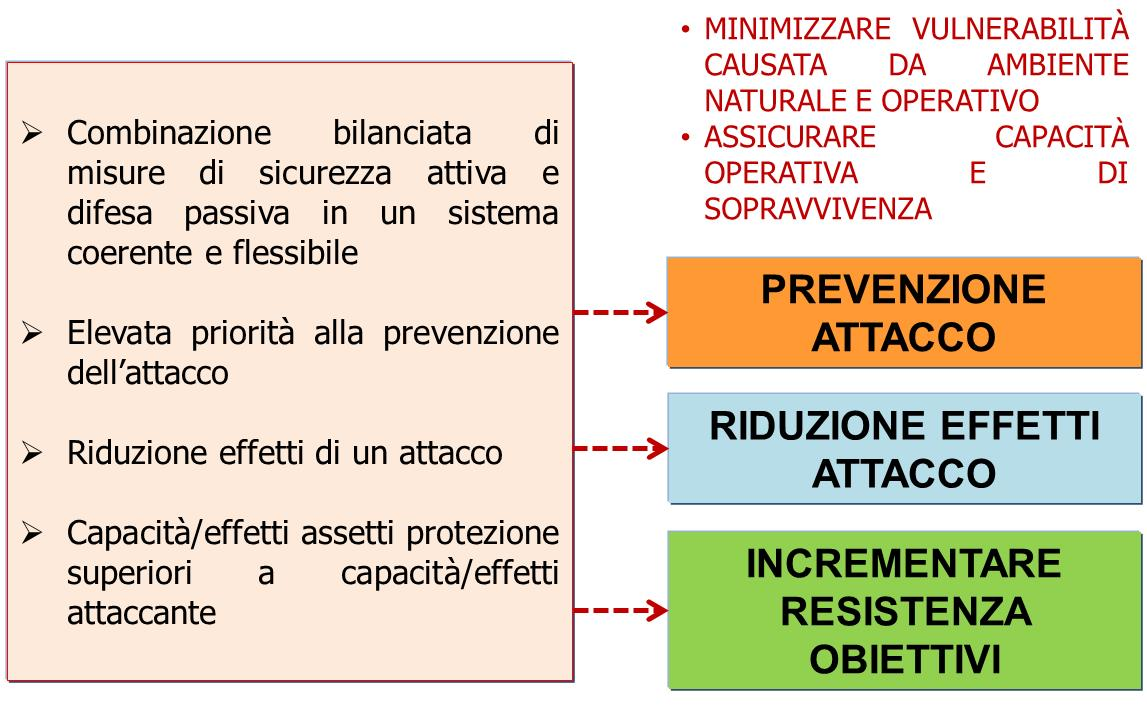 • MINIMIZZARE VULNERABILITÀ
CAUSATA DA AMBIENTE
NATURALE E OPERATIVO
• ASSICURARE CAPACITÀ
OPERATIVA E DI
SOPRAVVIVENZA
➢ Combinazione bilanciata di
misure di sicurezza attiva e
difesa passiva in un sistema
coerente e flessibile
➢ Elevata priorità alla prevenzione
dell’attacco
➢ Riduzione effetti di un attacco
➢ Capacità/effetti assetti protezione
superiori a capacità/effetti
attaccante
PREVENZIONE
ATTACCO
RIDUZIONE EFFETTI
ATTACCO
INCREMENTARE
RESISTENZA
OBIETTIVI